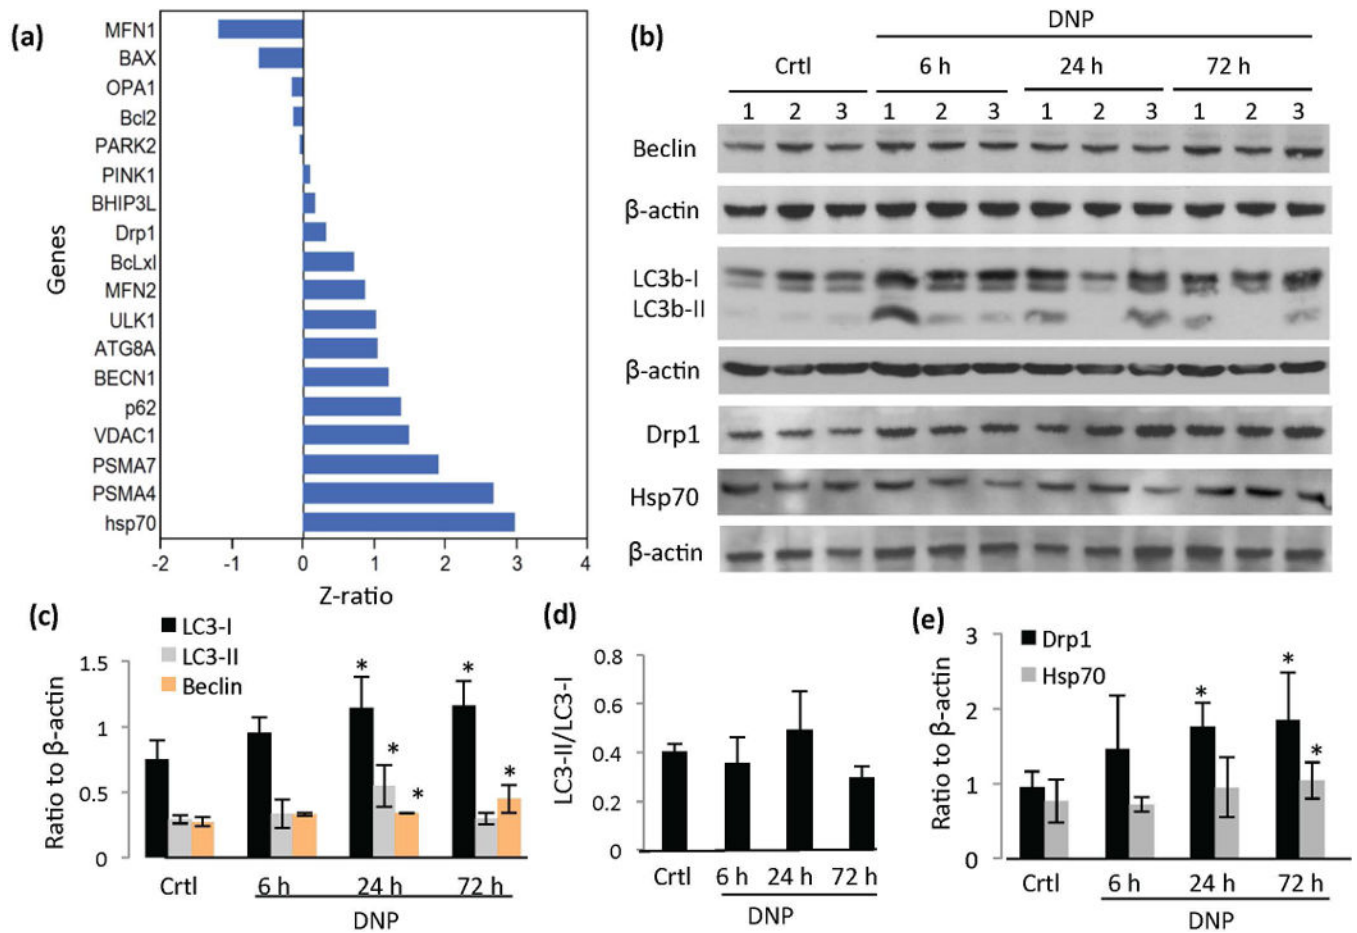 (a)
MFN1
BAX
OPA1
Bcl2
PARK2
PINK1
BHIP3L
Drp1
BcLxl
MFN2
ULK1
ATG8A
BECN1
p62
VDAC1
PSMA7
PSMA4
hsp70
Genes
-2 -1 0 1 2 3 4
Z-ratio
(b)
DNP
Crtl 6 h 24 h 72 h
1 2 3 1 2 3 1 2 3 1 2 3
Beclin
β-actin
LC3b-I
LC3b-II
β-actin
Drp1
Hsp70
β-actin
(c)
LC3-I
LC3-II
Beclin
Ratio to β-actin
1.5
1
0.5
0
* * * * *
Crtl 6 h 24 h 72 h
DNP
(d)
LC3-II/LC3-I
0.8
0.6
0.4
0.2
0
Crtl 6 h 24 h 72 h
DNP
(e)
Drp1
Hsp70
Ratio to β-actin
3
2
1
0
* * *
Crtl 6 h 24 h 72 h
DNP